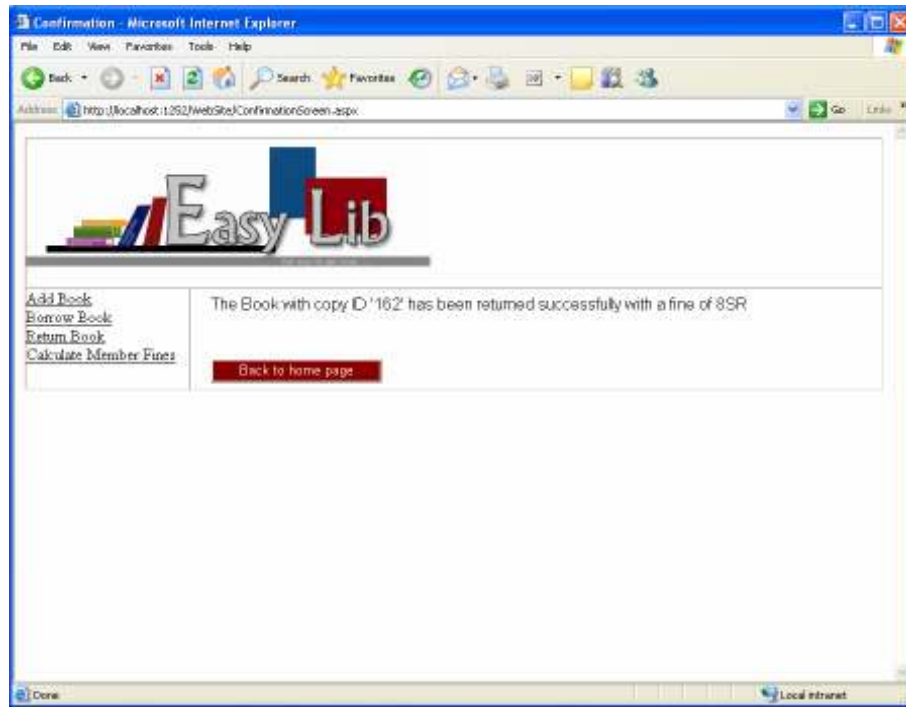 Confirmation - Microsoft Internet Explorer
File Edit View Favorites Tools Help
Back Search Favorites
Address http://localhost:1252/WebSite/ConfirmationScreen.aspx Go Links
Easy Lib
Add Book
Borrow Book
Return Book
Calculate Member Fines
The Book with copy ID '162' has been returned successfully with a fine of 8SR
Back to home page
Done Local intranet